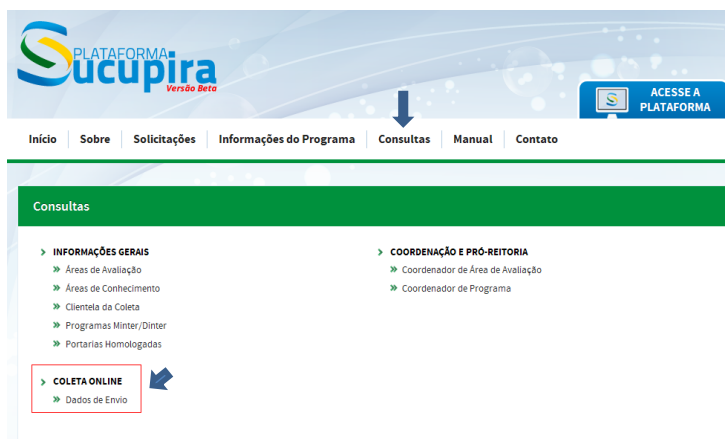 PLATAFORMA
Sucupira
Versão Beta
ACESSE A
PLATAFORMA
Início Sobre Solicitações Informações do Programa Consultas Manual Contato
Consultas
INFORMAÇÕES GERAIS
Áreas de Avaliação
Áreas de Conhecimento
Clientela da Coleta
Programas Minter/Dinter
Portarias Homologadas
COORDENAÇÃO E PRÓ-REITORIA
Coordenador de Área de Avaliação
Coordenador de Programa
COLETA ONLINE
Dados de Envio